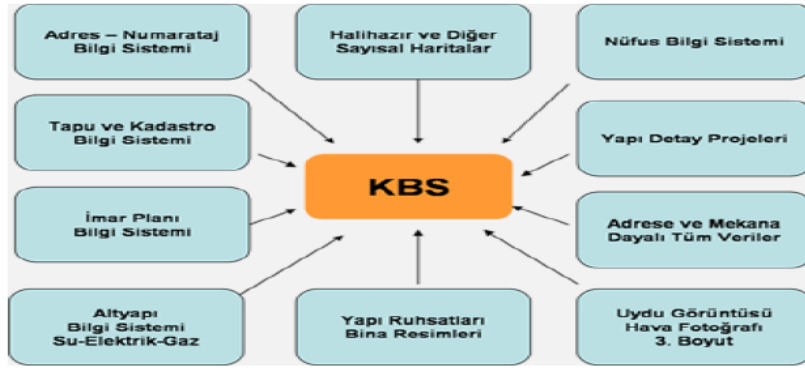 Adres – Numarataj
Bilgi Sistemi
Halihazır ve Diğer
Sayısal Haritalar
Nüfus Bilgi Sistemi
Tapu ve Kadastro
Bilgi Sistemi
Yapı Detay Projeleri
KBS
İmar Planı
Bilgi Sistemi
Adrese ve Mekana
Dayalı Tüm Veriler
Altyapı
Bilgi Sistemi
Su-Elektrik-Gaz
Yapı Ruhsatları
Bina Resimleri
Uydu Görüntüsü
Hava Fotoğrafı
3. Boyut